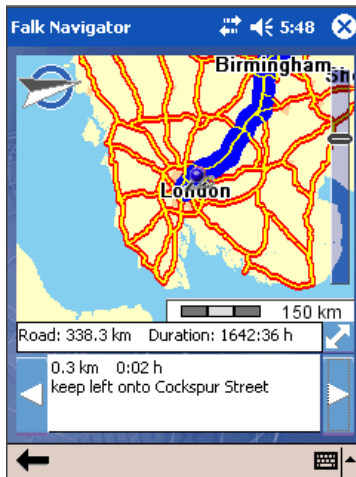 Falk Navigator 5:48
Birmingham
Sh
London
150 km
Road: 338.3 km Duration: 1642:36 h
0.3 km 0:02 h
keep left onto Cockspur Street